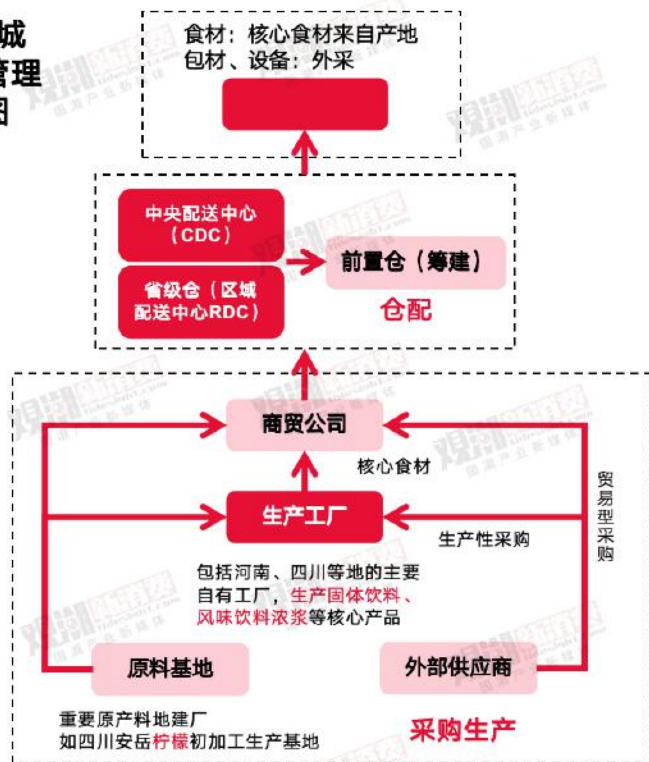 城
管理
图
食材：核心食材来自产地
包材、设备：外采
中央配送中心
（CDC）
省级仓（区域
配送中心RDC）
前置仓（筹建）
仓配
商贸公司
核心食材
生产工厂
生产性采购
贸易型采购
包括河南、四川等地的主要
自有工厂，生产固体饮料、
风味饮料浓浆等核心产品
原料基地
外部供应商
重要原产料地建厂
如四川安岳柠檬初加工生产基地
采购生产